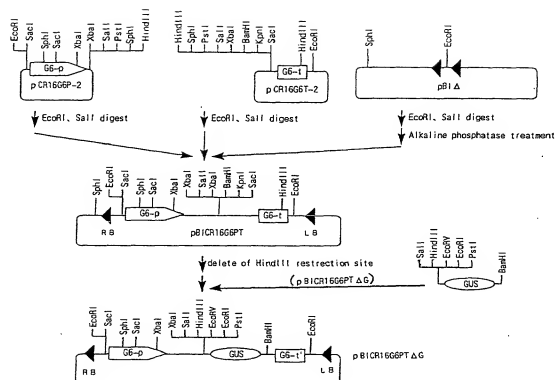 EcoRI SacI SphI SacI XbaI XbaI SalI PstI SphI HindIII
G6-p
pCR16G6P-2
HindIII SphI PstI SalI XbaI BamHI KpnI SacI HindIII EcoRI
G6-t
pCR16G6T-2
SphI EcoRI
pBIΔ
EcoRI, SalI digest
EcoRI, SalI digest
EcoRI, SalI digest
Alkaline phosphatase treatment
SphI EcoRI SacI SphI SacI XbaI XbaI SalI XbaI BamHI KpnI SacI HindIII EcoRI
G6-p
G6-t
RB
pBICR16G6PT
LB
delete of HindIII restrection site
(pBICR16G6PTΔG)
SalI HindIII EcoRV EcoRI PstI BamHI
GUS
EcoRI SacI SphI SacI XbaI XbaI SalI HindIII EcoRV EcoRI PstI BamHI EcoRI
G6-p
GUS
G6-t'
pBICR16G6PTΔG
RB
LB